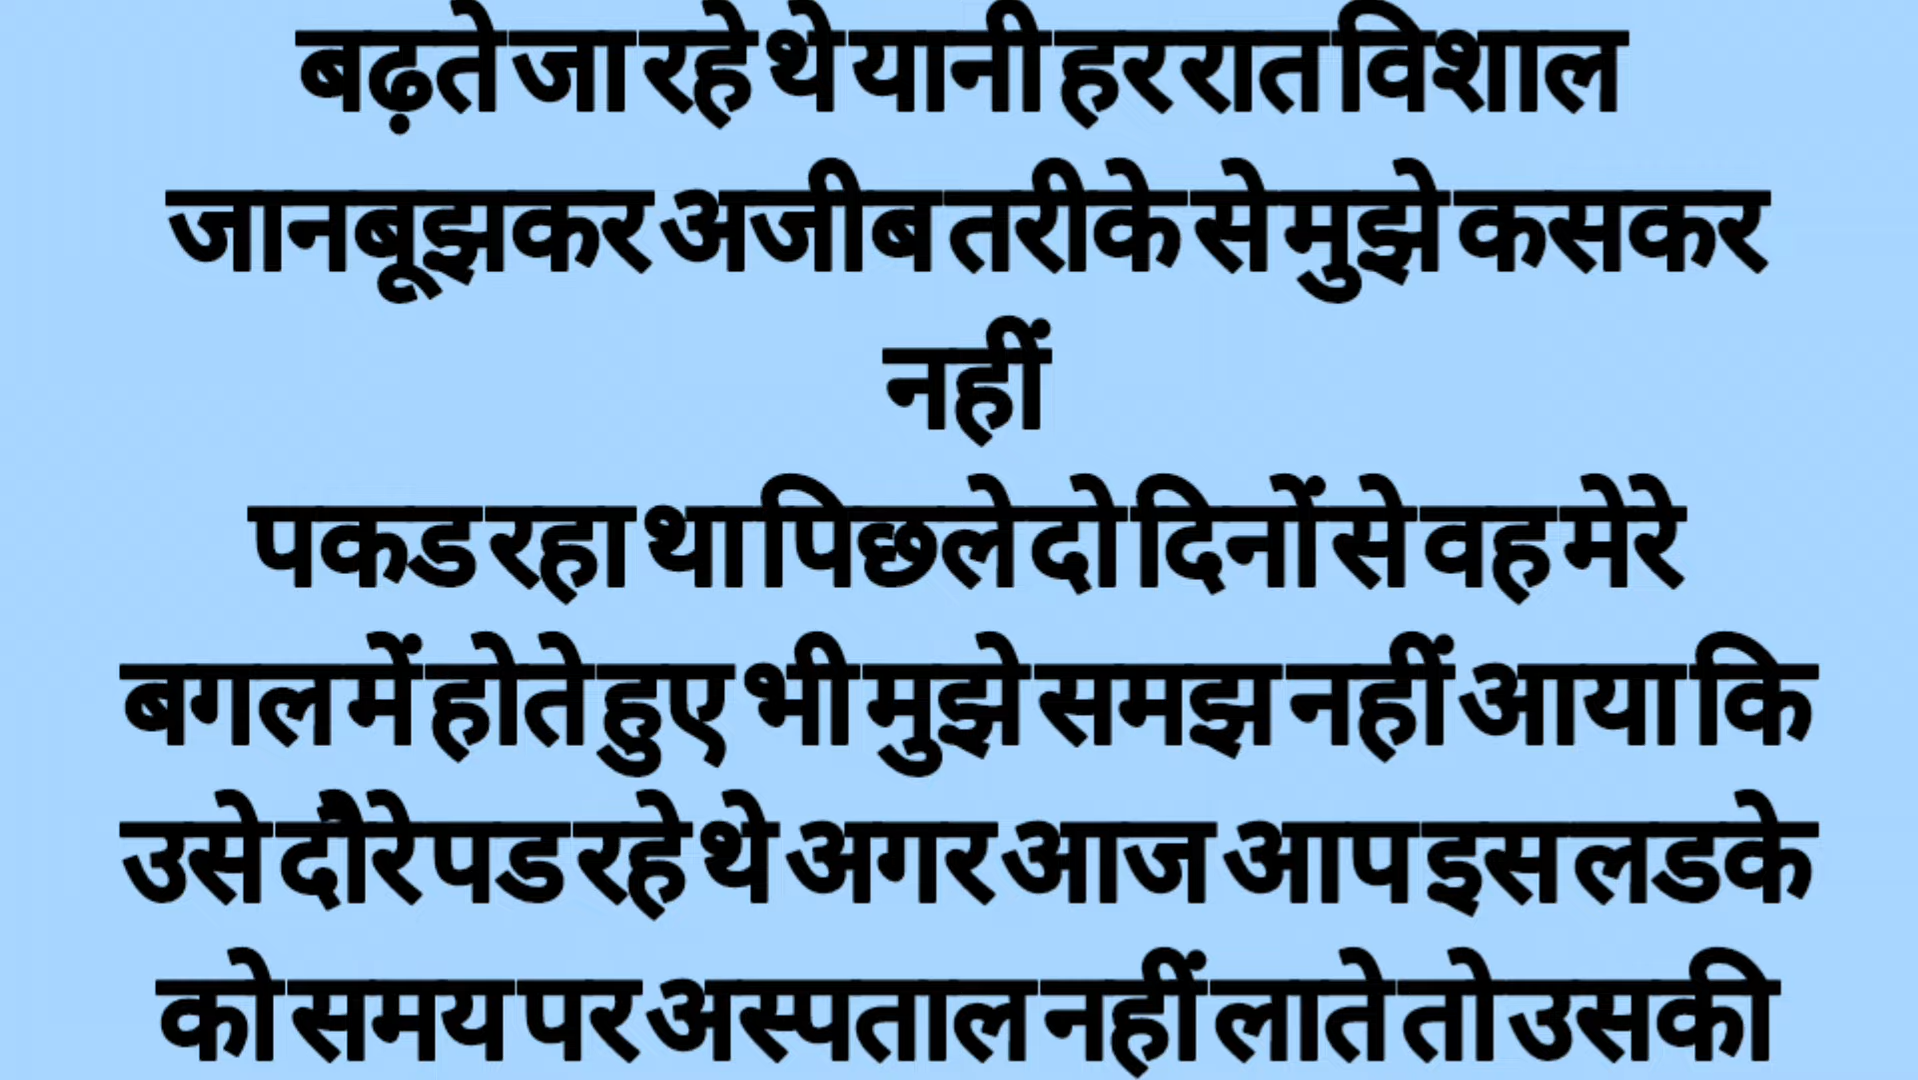 बढ़ते जा रहे थे यानी हर रात विशाल
जानबूझकर अजीब तरीके से मुझे कसकर
नहीं
पकड रहा था पिछले दो दिनों से वह मेरे
बगल में होते हुए भी मुझे समझ नहीं आया कि
उसे दौरे पड रहे थे अगर आज आप इस लडके
को समय पर अस्पताल नहीं लाते तो उसकी